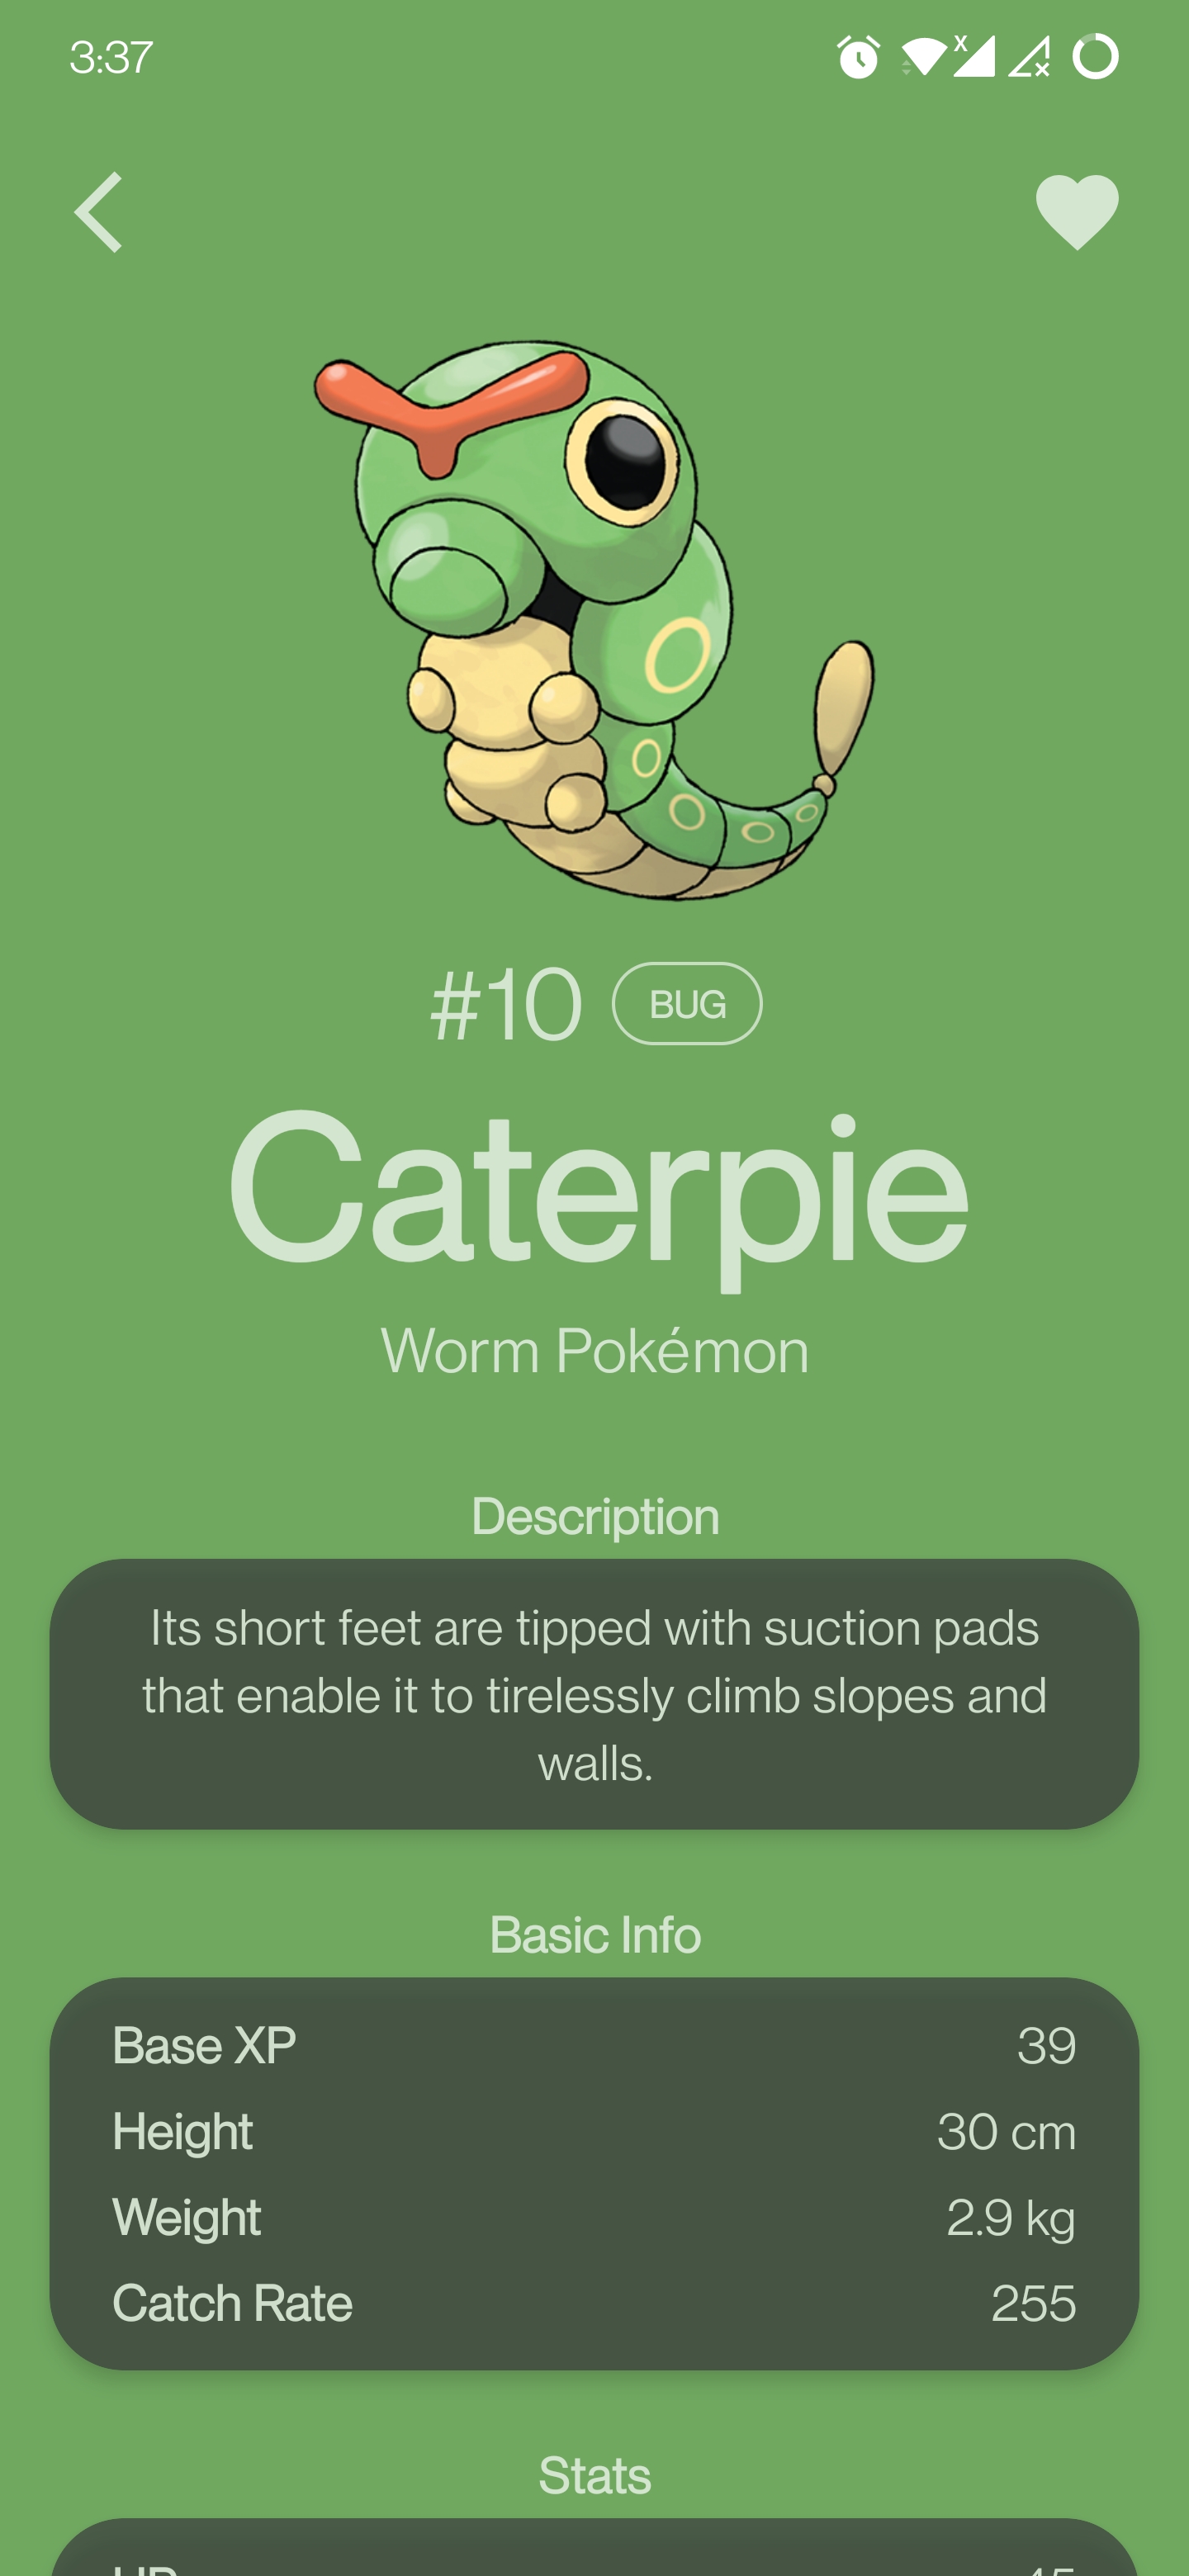 3:37
#10 BUG
Caterpie
Worm Pokémon
Description
Its short feet are tipped with suction pads
that enable it to tirelessly climb slopes and
walls.
Basic Info
Base XP 39
Height 30 cm
Weight 2.9 kg
Catch Rate 255
Stats